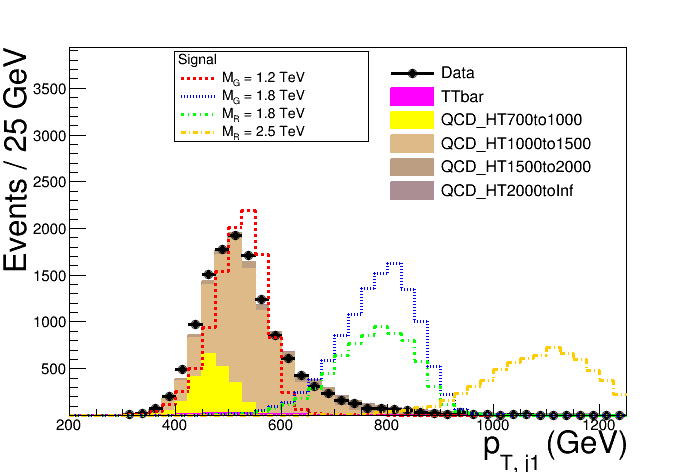 Events / 25 GeV
3500
3000
2500
2000
1500
1000
500
Signal
M_G = 1.2 TeV
M_G = 1.8 TeV
M_R = 1.8 TeV
M_R = 2.5 TeV
Data
TTbar
QCD_HT700to1000
QCD_HT1000to1500
QCD_HT1500to2000
QCD_HT2000toInf
200 400 600 800 1000 1200
p_T, j1 (GeV)